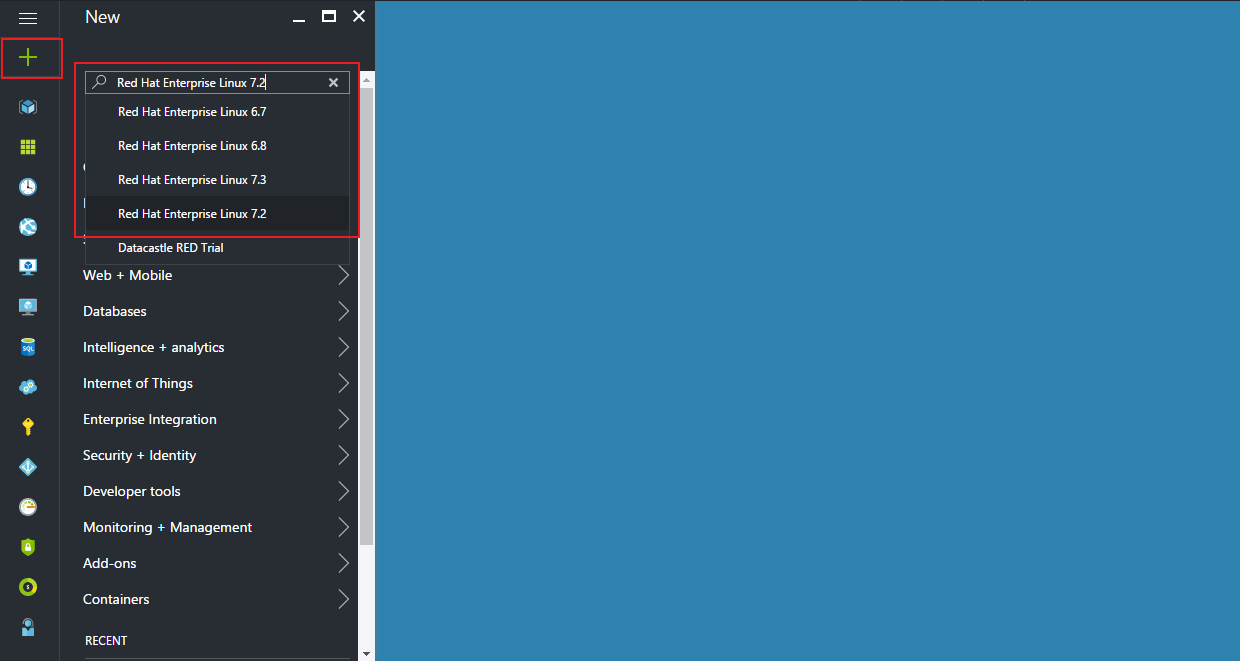 New
Red Hat Enterprise Linux 7.2
Red Hat Enterprise Linux 6.7
Red Hat Enterprise Linux 6.8
Red Hat Enterprise Linux 7.3
Red Hat Enterprise Linux 7.2
Datacastle RED Trial
Web + Mobile
Databases
Intelligence + analytics
Internet of Things
Enterprise Integration
Security + Identity
Developer tools
Monitoring + Management
Add-ons
Containers
RECENT
SQL